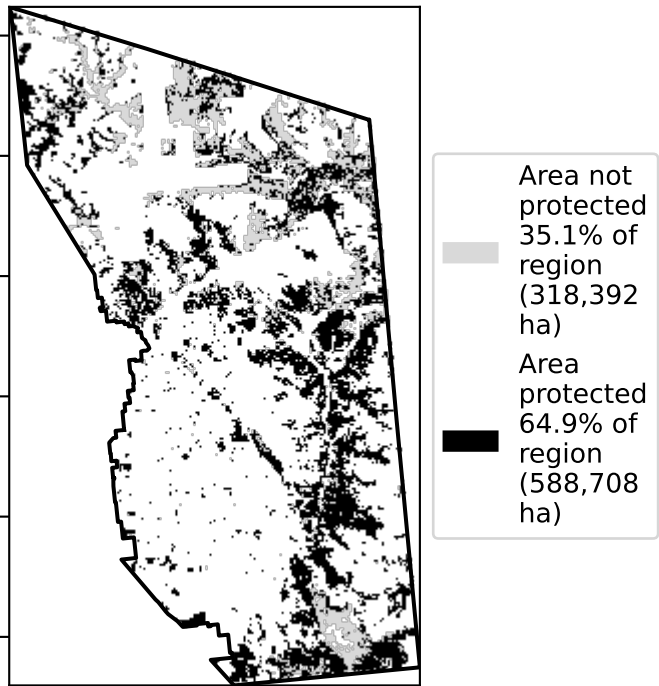 Area not
protected
35.1% of
region
(318,392
ha)
Area
protected
64.9% of
region
(588,708
ha)